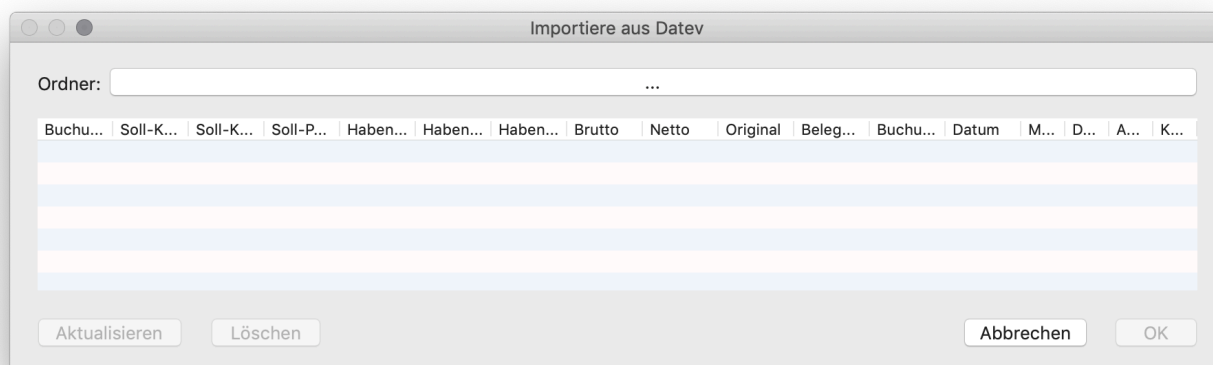 Importiere aus Datev
Ordner: ...
Buchu... Soll-K... Soll-K... Soll-P... Haben... Haben... Haben... Brutto Netto Original Beleg... Buchu... Datum M... D... A... K...
Aktualisieren Löschen Abbrechen OK